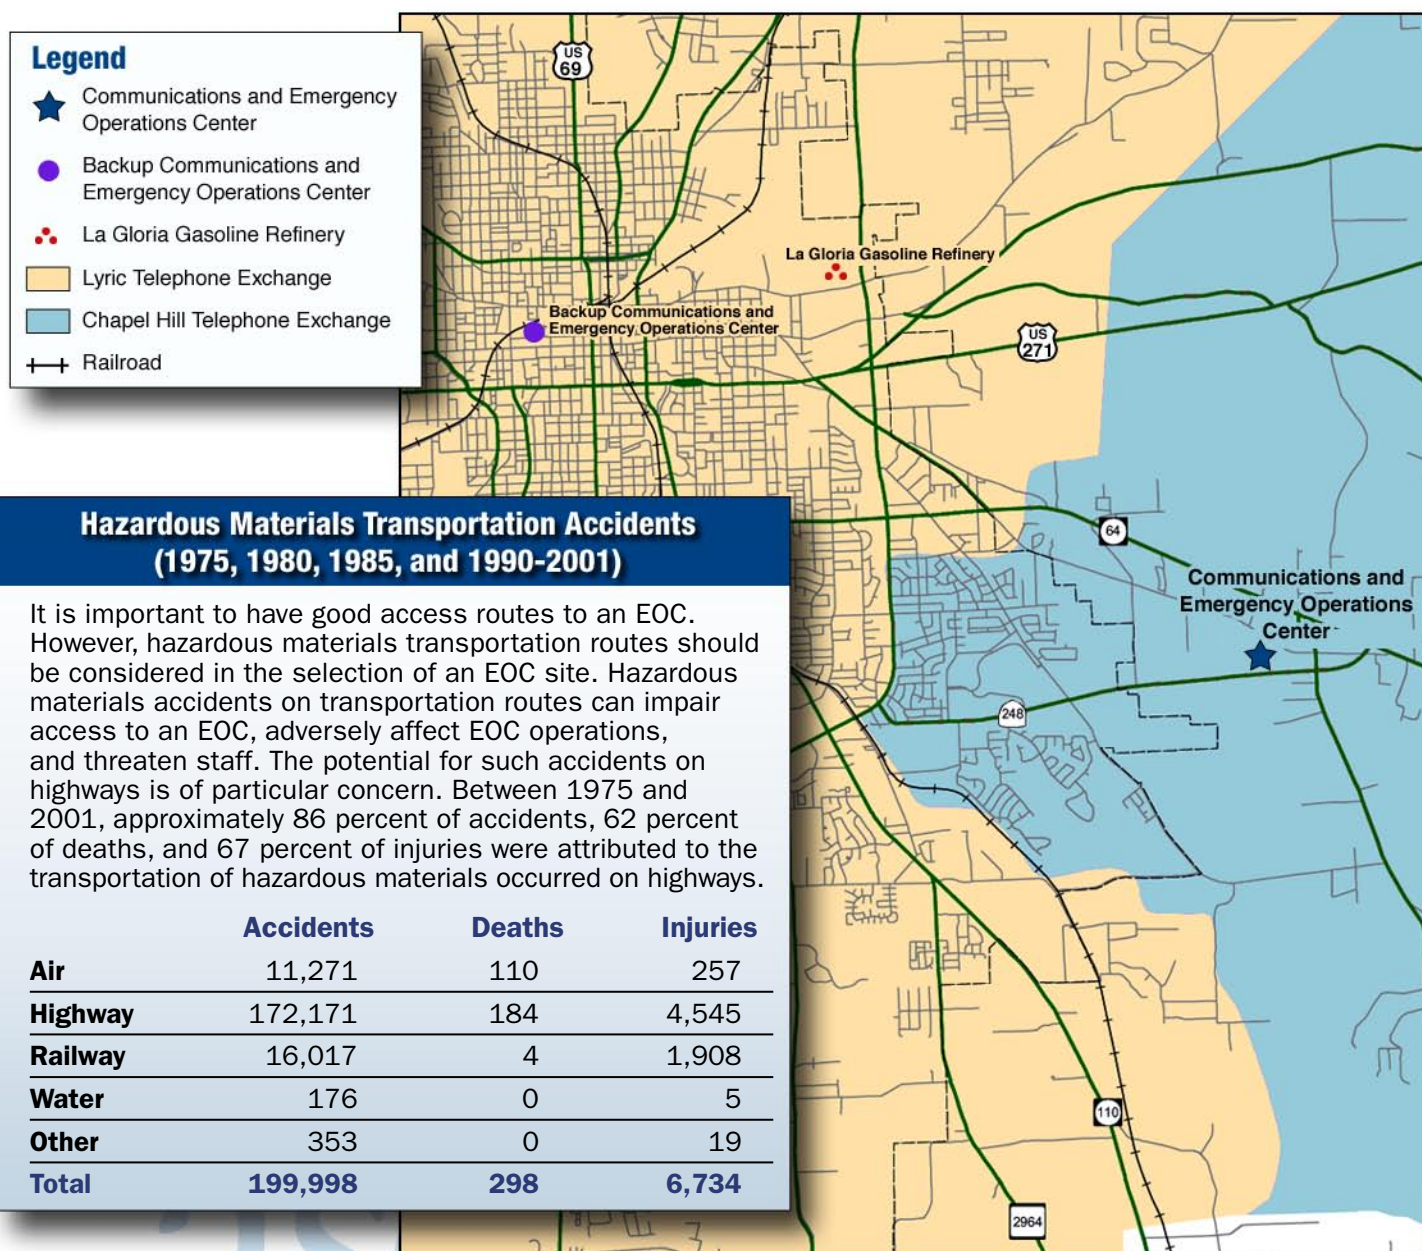 Legend
Communications and Emergency
Operations Center
Backup Communications and
Emergency Operations Center
La Gloria Gasoline Refinery
Lyric Telephone Exchange
Chapel Hill Telephone Exchange
Railroad
US
69
La Gloria Gasoline Refinery
Backup Communications and
Emergency Operations Center
US
271
64
Communications and
Emergency Operations
Center
248
110
2964
Hazardous Materials Transportation Accidents
(1975, 1980, 1985, and 1990-2001)
It is important to have good access routes to an EOC.
However, hazardous materials transportation routes should
be considered in the selection of an EOC site. Hazardous
materials accidents on transportation routes can impair
access to an EOC, adversely affect EOC operations,
and threaten staff. The potential for such accidents on
highways is of particular concern. Between 1975 and
2001, approximately 86 percent of accidents, 62 percent
of deaths, and 67 percent of injuries were attributed to the
transportation of hazardous materials occurred on highways.
Accidents Deaths Injuries
Air 11,271 110 257
Highway 172,171 184 4,545
Railway 16,017 4 1,908
Water 176 0 5
Other 353 0 19
Total 199,998 298 6,734